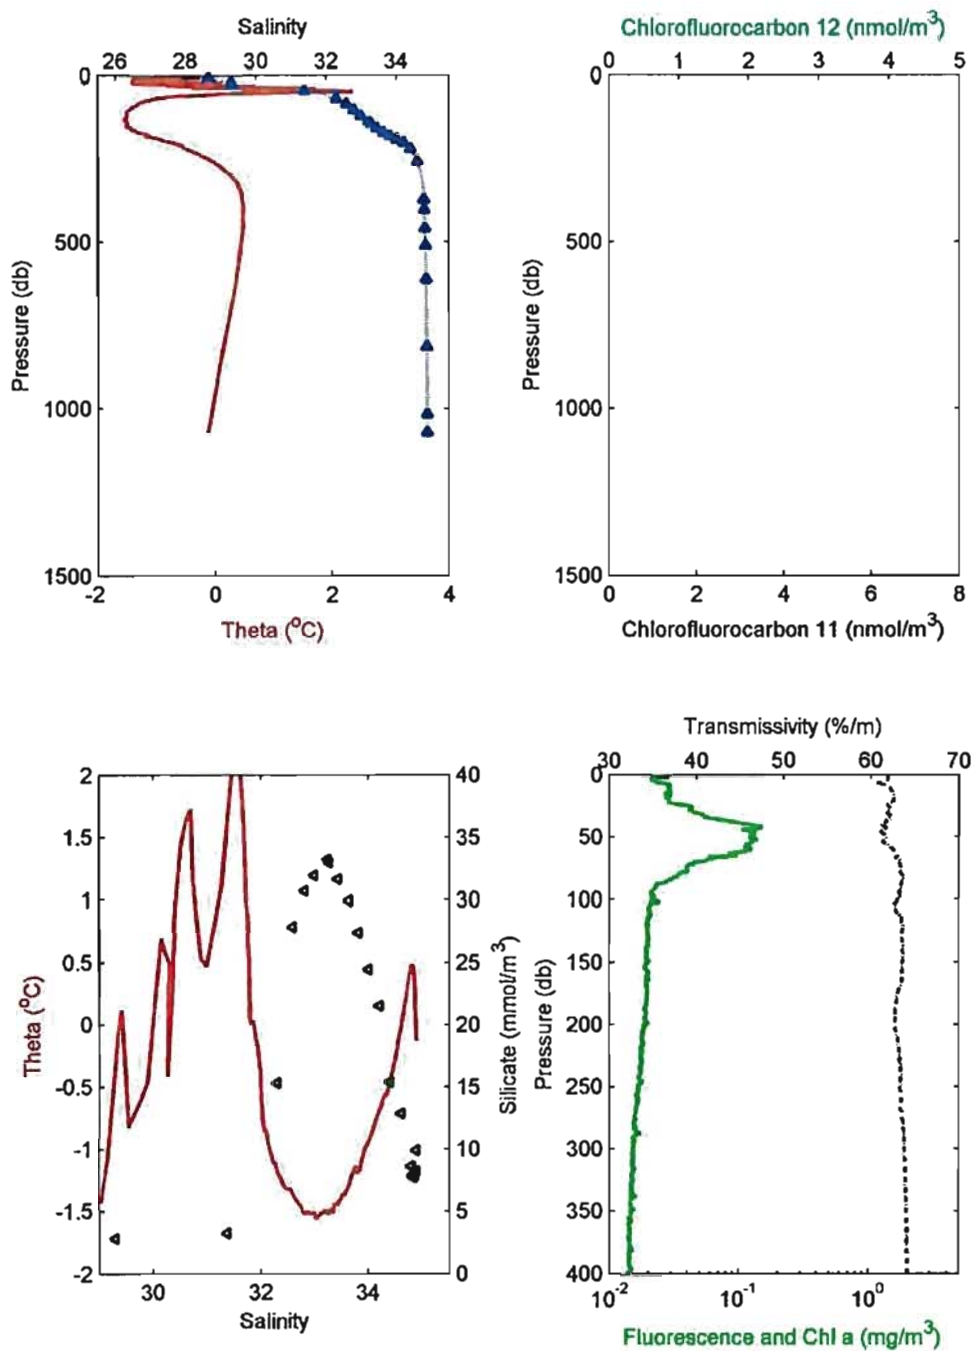 Salinity
26 28 30 32 34
0
500
1000
1500
Pressure (db)
-2 0 2 4
Theta (°C)
Chlorofluorocarbon 12 (nmol/m³)
0 1 2 3 4 5
0
500
1000
1500
Pressure (db)
0 2 4 6 8
Chlorofluorocarbon 11 (nmol/m³)
2
1.5
1
0.5
0
-0.5
-1
-1.5
-2
Theta (°C)
40
35
30
25
20
15
10
5
0
Silicate (mmol/m³)
30 32 34
Salinity
Transmissivity (%/m)
30 40 50 60 70
0
50
100
150
200
250
300
350
400
Pressure (db)
10⁻² 10⁻¹ 10⁰
Fluorescence and Chl a (mg/m³)